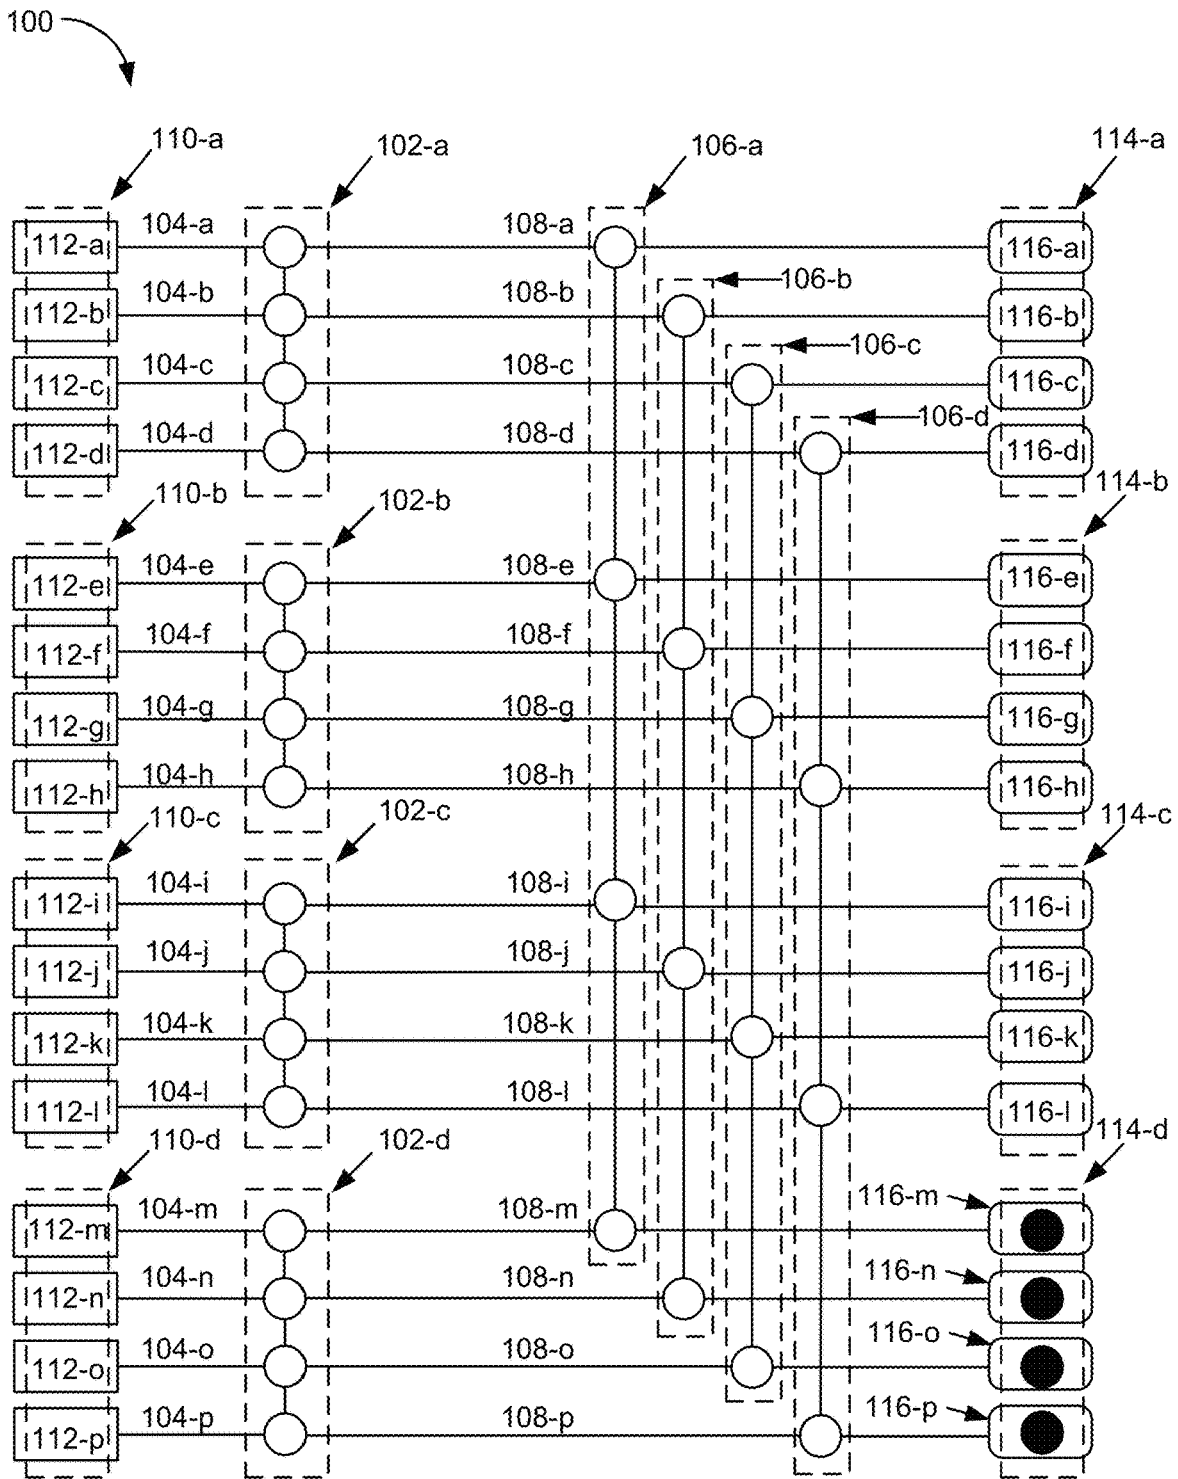 100
110-a 102-a 106-a 114-a
112-a 104-a 108-a 116-a
106-b
112-b 104-b 108-b 116-b
106-c
112-c 104-c 108-c 116-c
106-d
112-d 104-d 108-d 116-d
110-b 102-b 114-b
112-e 104-e 108-e 116-e
112-f 104-f 108-f 116-f
112-g 104-g 108-g 116-g
112-h 104-h 108-h 116-h
110-c 102-c 114-c
112-i 104-i 108-i 116-i
112-j 104-j 108-j 116-j
112-k 104-k 108-k 116-k
112-l 104-l 108-l 116-l
110-d 102-d 114-d
112-m 104-m 108-m 116-m
112-n 104-n 108-n 116-n
112-o 104-o 108-o 116-o
112-p 104-p 108-p 116-p